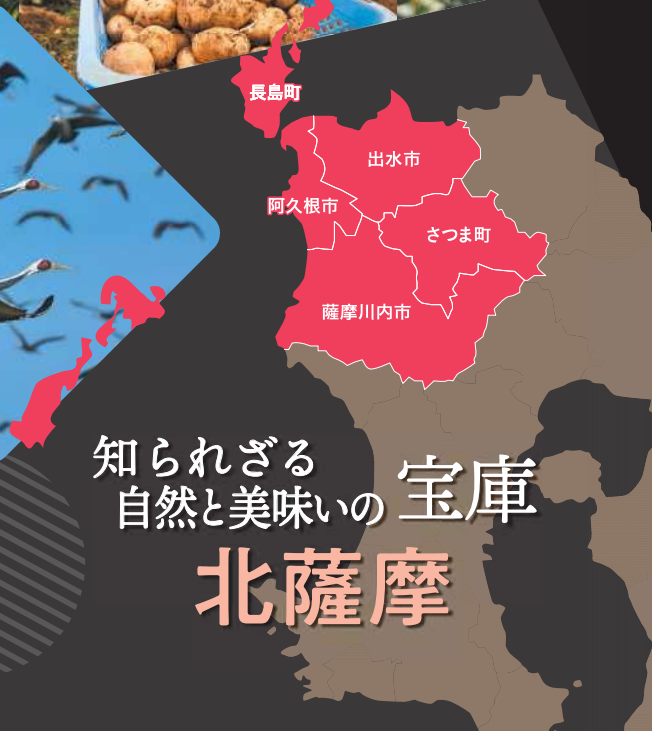 長島町
出水市
阿久根市
さつま町
薩摩川内市
知られざる
自然と美味いの宝庫
北薩摩